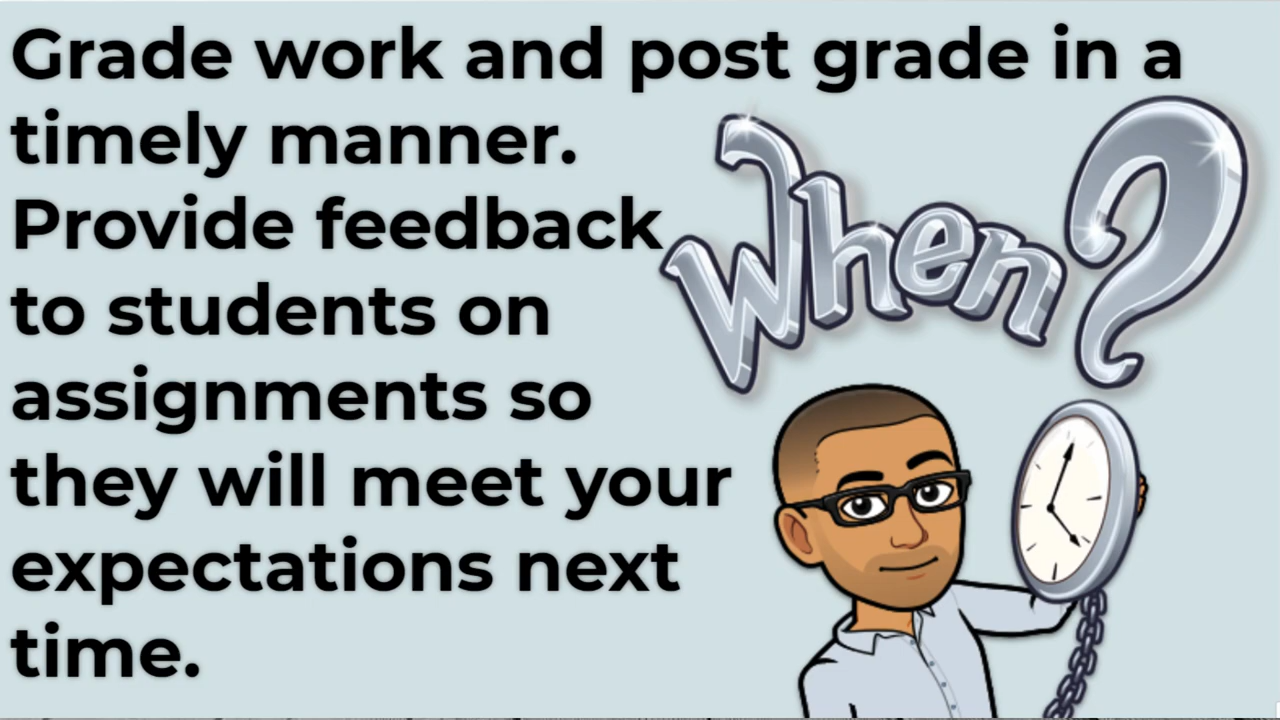 Grade work and post grade in a
timely manner.
Provide feedback
to students on
assignments so
they will meet your
expectations next
time.
When?